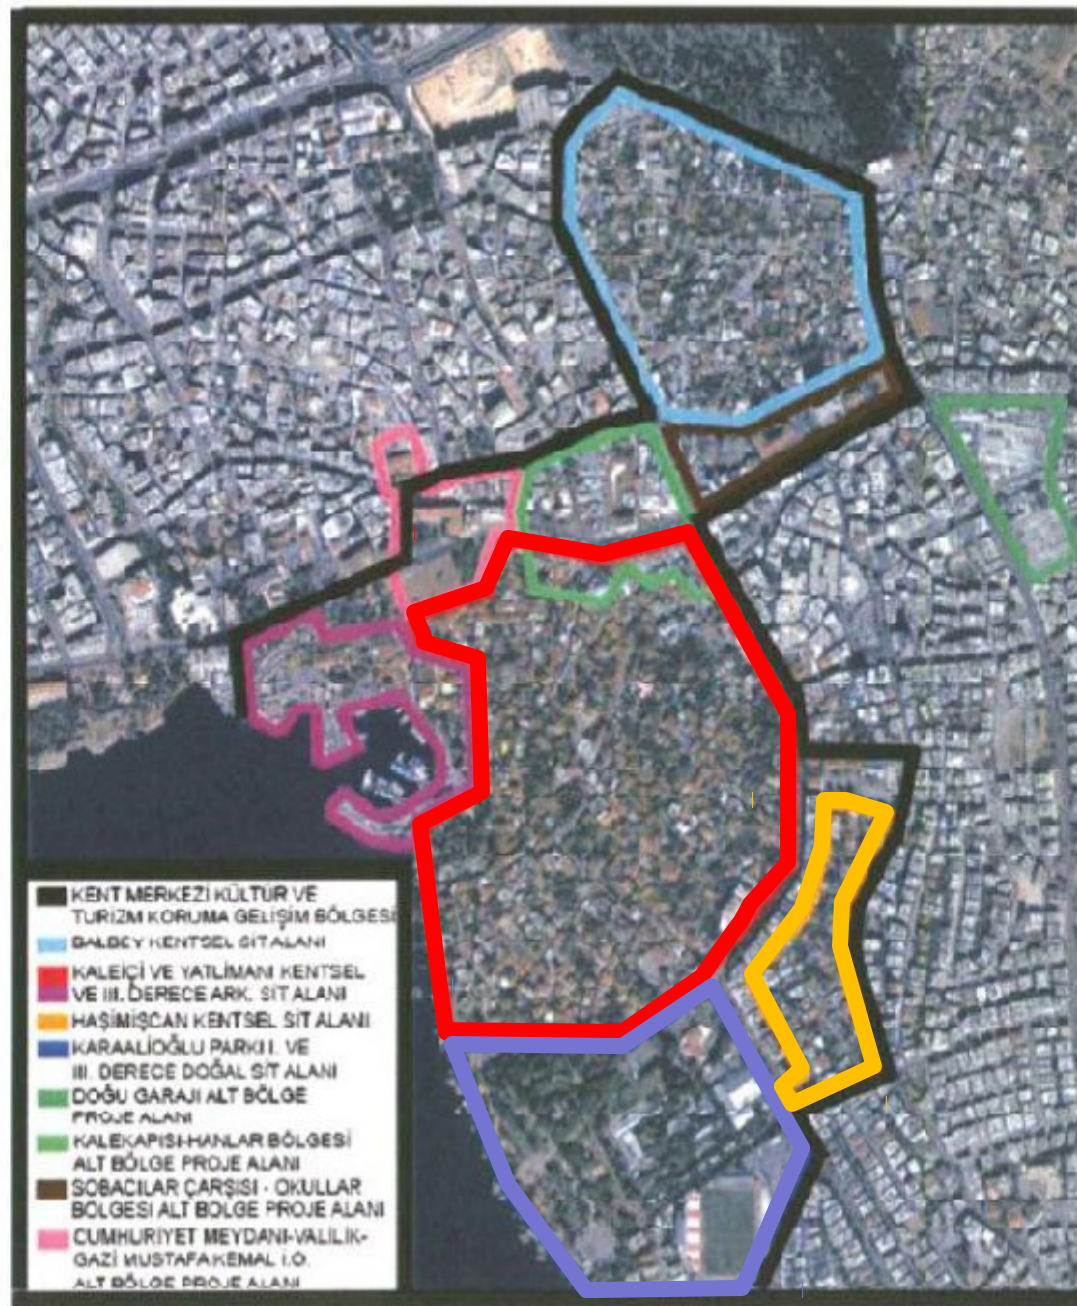 KENT MERKEZİ KÜLTÜR VE
TURİZM KORUMA GELİŞİM BÖLGESİ
BALBEY KENTSEL SİT ALANI
KALEİÇİ VE YATLİMANI KENTSEL
VE III. DERECE ARK. SİT ALANI
HAŞİMİŞCAN KENTSEL SİT ALANI
KARAALİOĞLU PARKI I. VE
III. DERECE DOĞAL SİT ALANI
DOĞU GARAJI ALT BÖLGE
PROJE ALANI
KALEKAPISI-HANLAR BÖLGESİ
ALT BÖLGE PROJE ALANI
SOBACILAR ÇARŞISI - OKULLAR
BÖLGESİ ALT BÖLGE PROJE ALANI
CUMHURİYET MEYDANI-VALİLİK-
GAZİ MUSTAFA KEMAL İ.O.
ALT BÖLGE PROJE ALANI